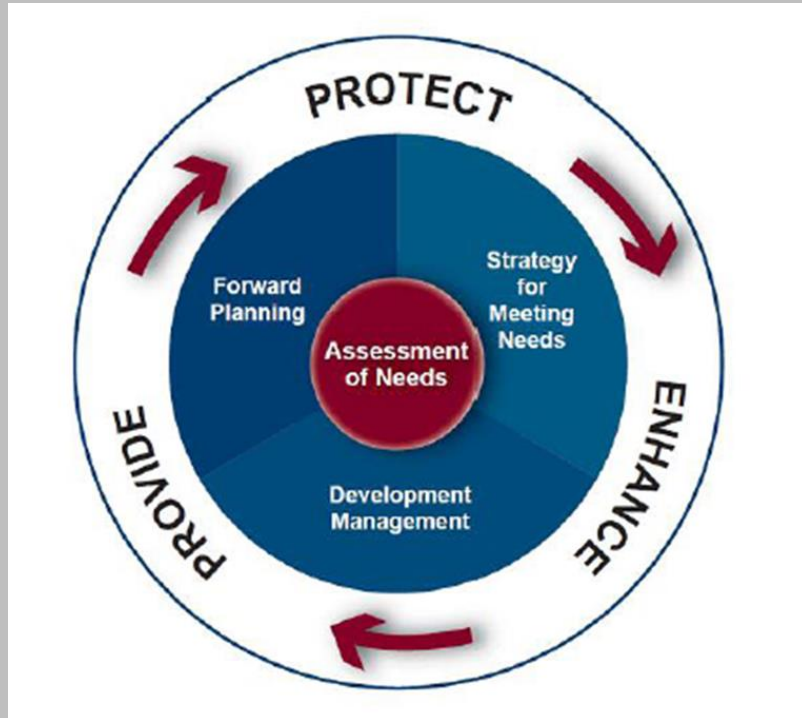 PROTECT
Forward
Planning
Strategy
for
Meeting
Needs
Assessment
of Needs
PROVIDE
ENHANCE
Development
Management